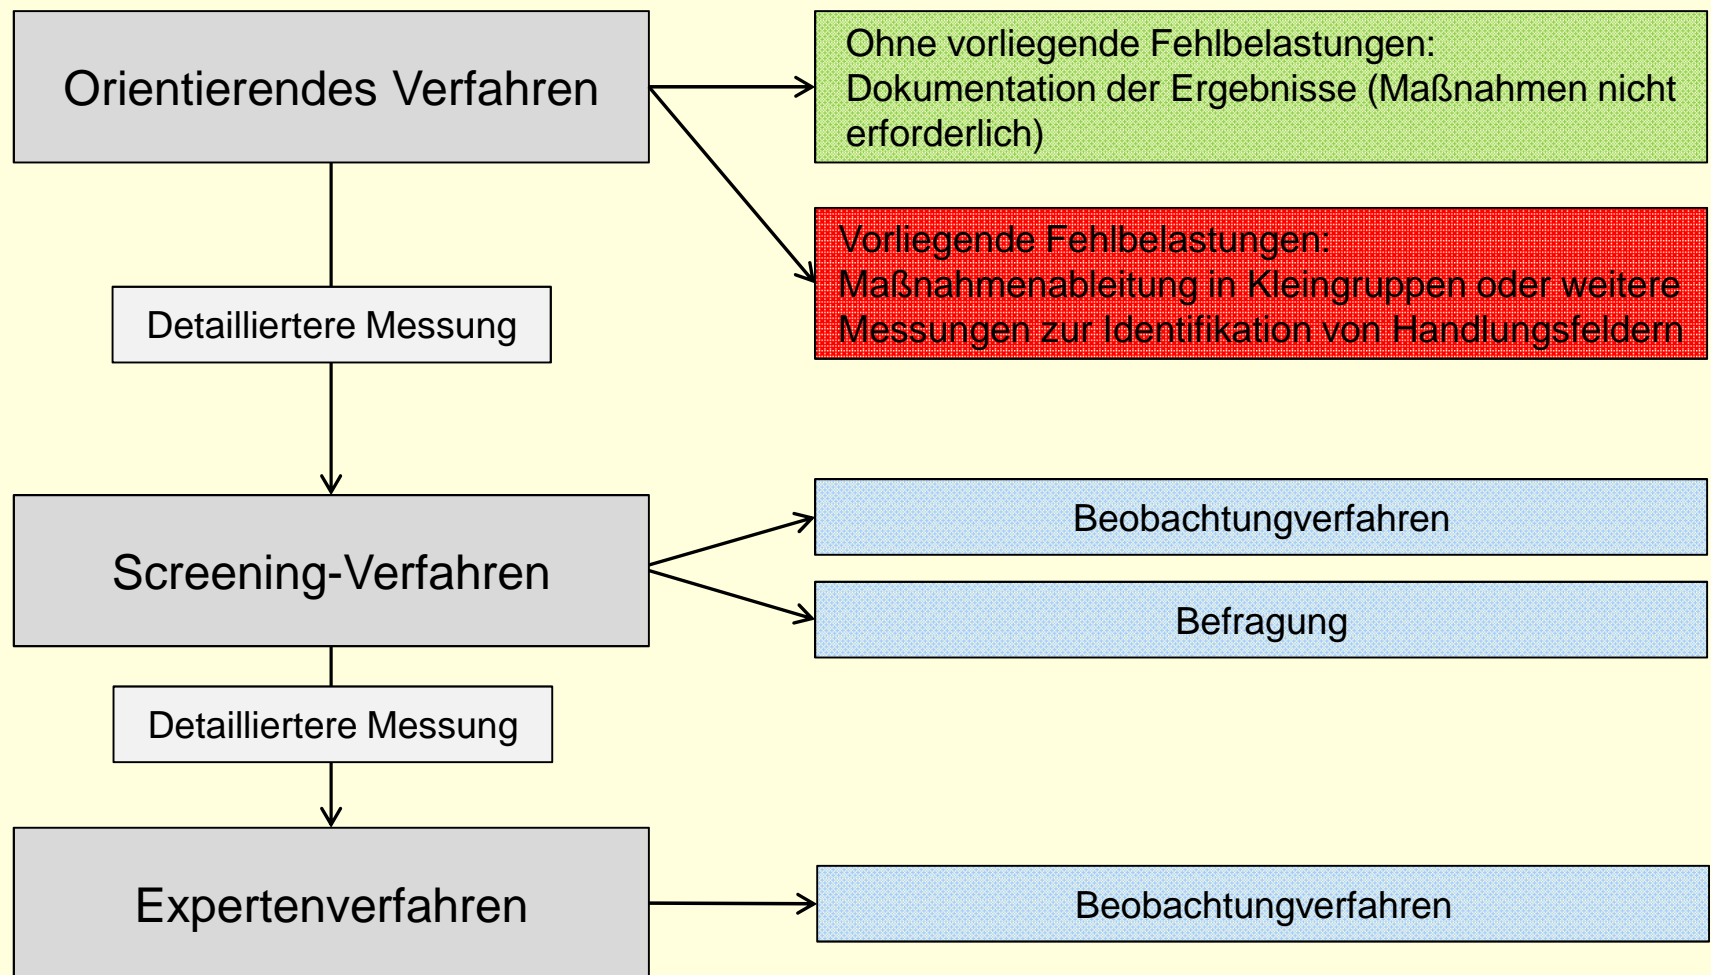 Orientierendes Verfahren
Ohne vorliegende Fehlbelastungen:
Dokumentation der Ergebnisse (Maßnahmen nicht
erforderlich)
Vorliegende Fehlbelastungen:
Maßnahmenableitung in Kleingruppen oder weitere
Messungen zur Identifikation von Handlungsfeldern
Detailliertere Messung
Screening-Verfahren
Beobachtungverfahren
Befragung
Detailliertere Messung
Expertenverfahren
Beobachtungverfahren